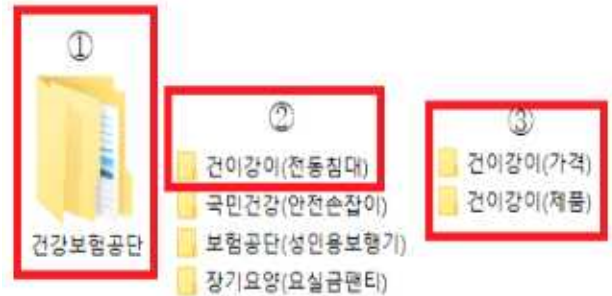 ①
건강보험공단
②
건이강이(전동침대)
국민건강(안전손잡이)
보험공단(성인용보행기)
장기요양(요실금팬티)
③
건이강이(가격)
건이강이(제품)